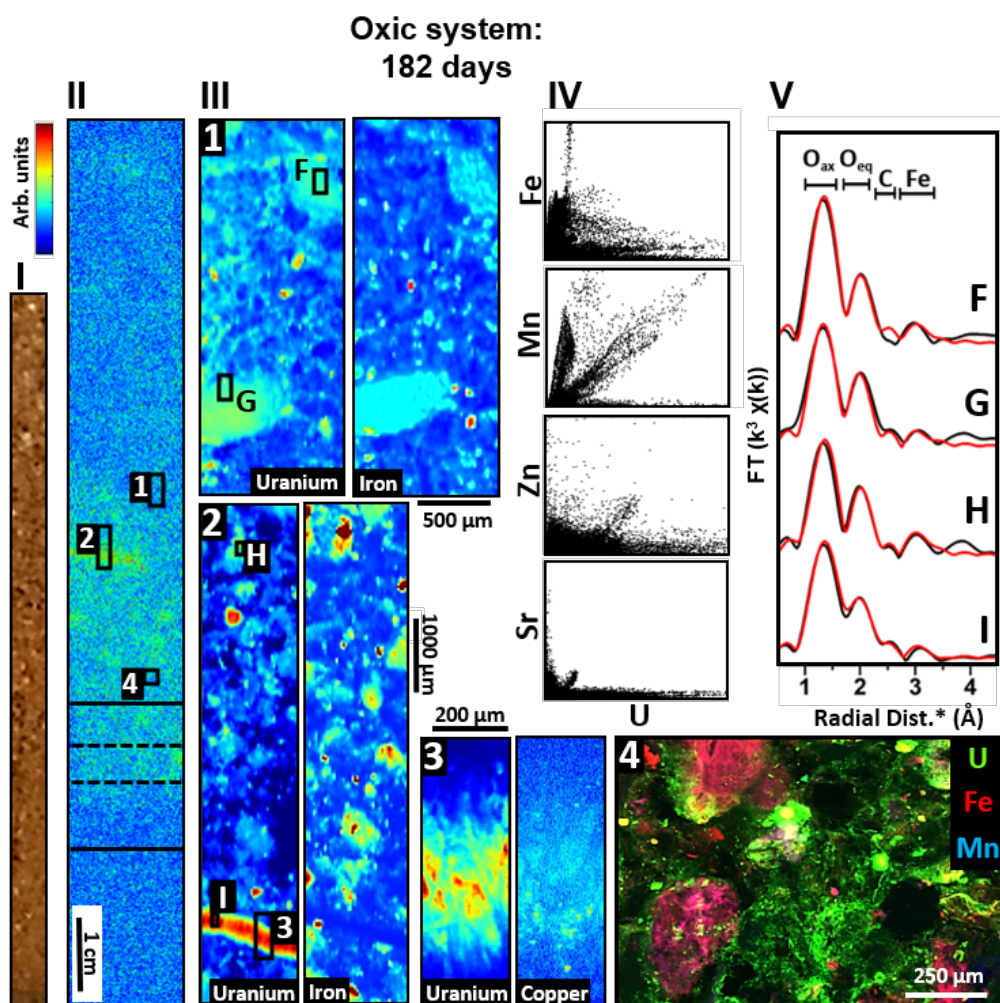 Oxic system:
182 days
II
III
IV
V
Arb. units
I
1
F
G
Uranium
Iron
500 µm
1
2
4
1 cm
2
H
I
3
Uranium
Iron
1000 µm
200 µm
3
Uranium
Copper
Fe
Mn
Zn
Sr
U
Oax Oeq C Fe
F
G
H
I
FT (k³ χ(k))
1 2 3 4
Radial Dist.* (Å)
4
U
Fe
Mn
250 µm